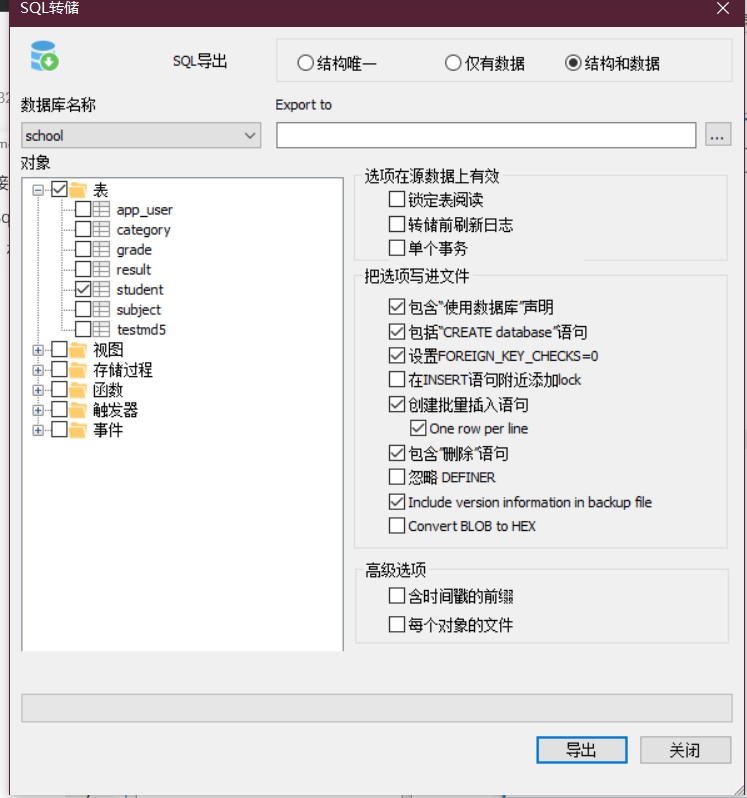 SQL转储
SQL导出
结构唯一
仅有数据
结构和数据
数据库名称
Export to
school
...
对象
表
app_user
category
grade
result
student
subject
testmd5
视图
存储过程
函数
触发器
事件
选项在源数据上有效
锁定表阅读
转储前刷新日志
单个事务
把选项写进文件
包含“使用数据库”声明
包括“CREATE database”语句
设置FOREIGN_KEY_CHECKS=0
在INSERT语句附近添加lock
创建批量插入语句
One row per line
包含”删除”语句
忽略 DEFINER
Include version information in backup file
Convert BLOB to HEX
高级选项
含时间戳的前缀
每个对象的文件
导出
关闭